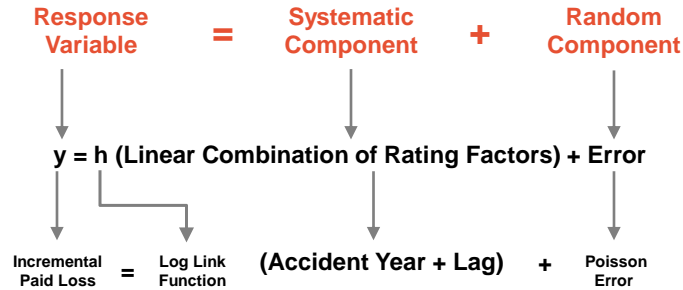 Response Variable = Systematic Component + Random Component
y = h (Linear Combination of Rating Factors) + Error
Incremental Paid Loss = Log Link Function (Accident Year + Lag) + Poisson Error